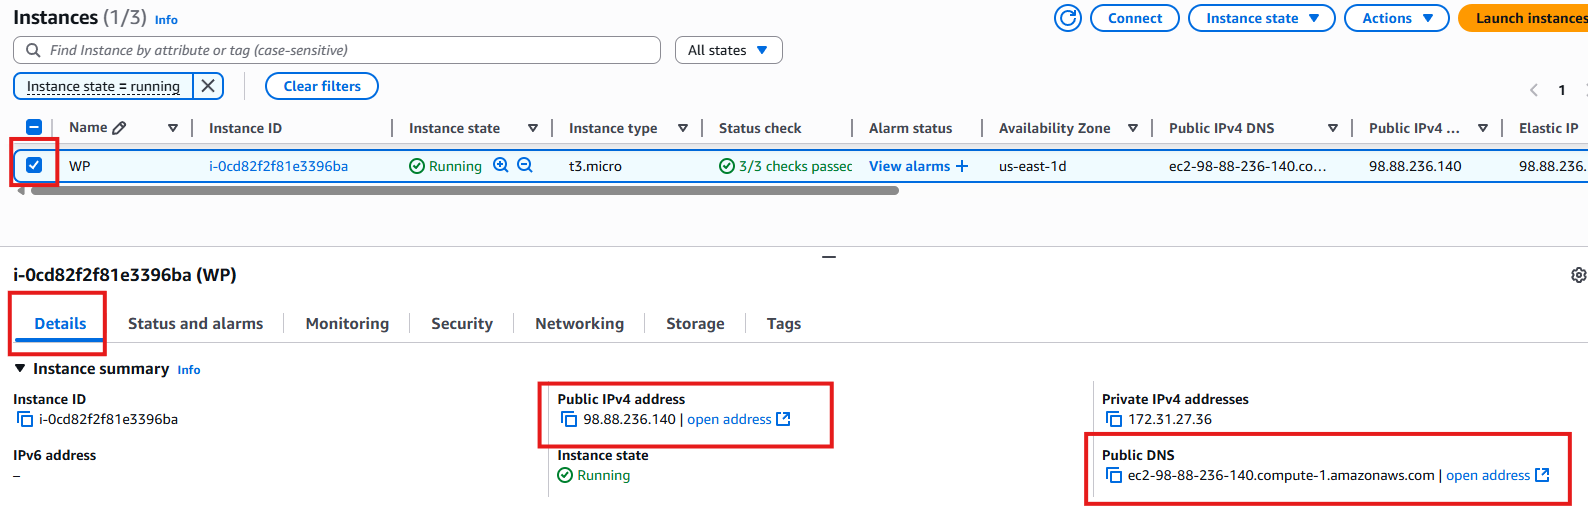 Instances (1/3) Info
Connect
Instance state
Actions
Launch instances
Find Instance by attribute or tag (case-sensitive)
All states
Instance state = running
Clear filters
1
Name Instance ID Instance state Instance type Status check Alarm status Availability Zone Public IPv4 DNS Public IPv4 ... Elastic IP
WP i-0cd82f2f81e3396ba Running t3.micro 3/3 checks passec View alarms + us-east-1d ec2-98-88-236-140.co... 98.88.236.140 98.88.236.
i-0cd82f2f81e3396ba (WP)
Details Status and alarms Monitoring Security Networking Storage Tags
Instance summary Info
Instance ID
i-0cd82f2f81e3396ba
Public IPv4 address
98.88.236.140 | open address
Private IPv4 addresses
172.31.27.36
IPv6 address
–
Instance state
Running
Public DNS
ec2-98-88-236-140.compute-1.amazonaws.com | open address